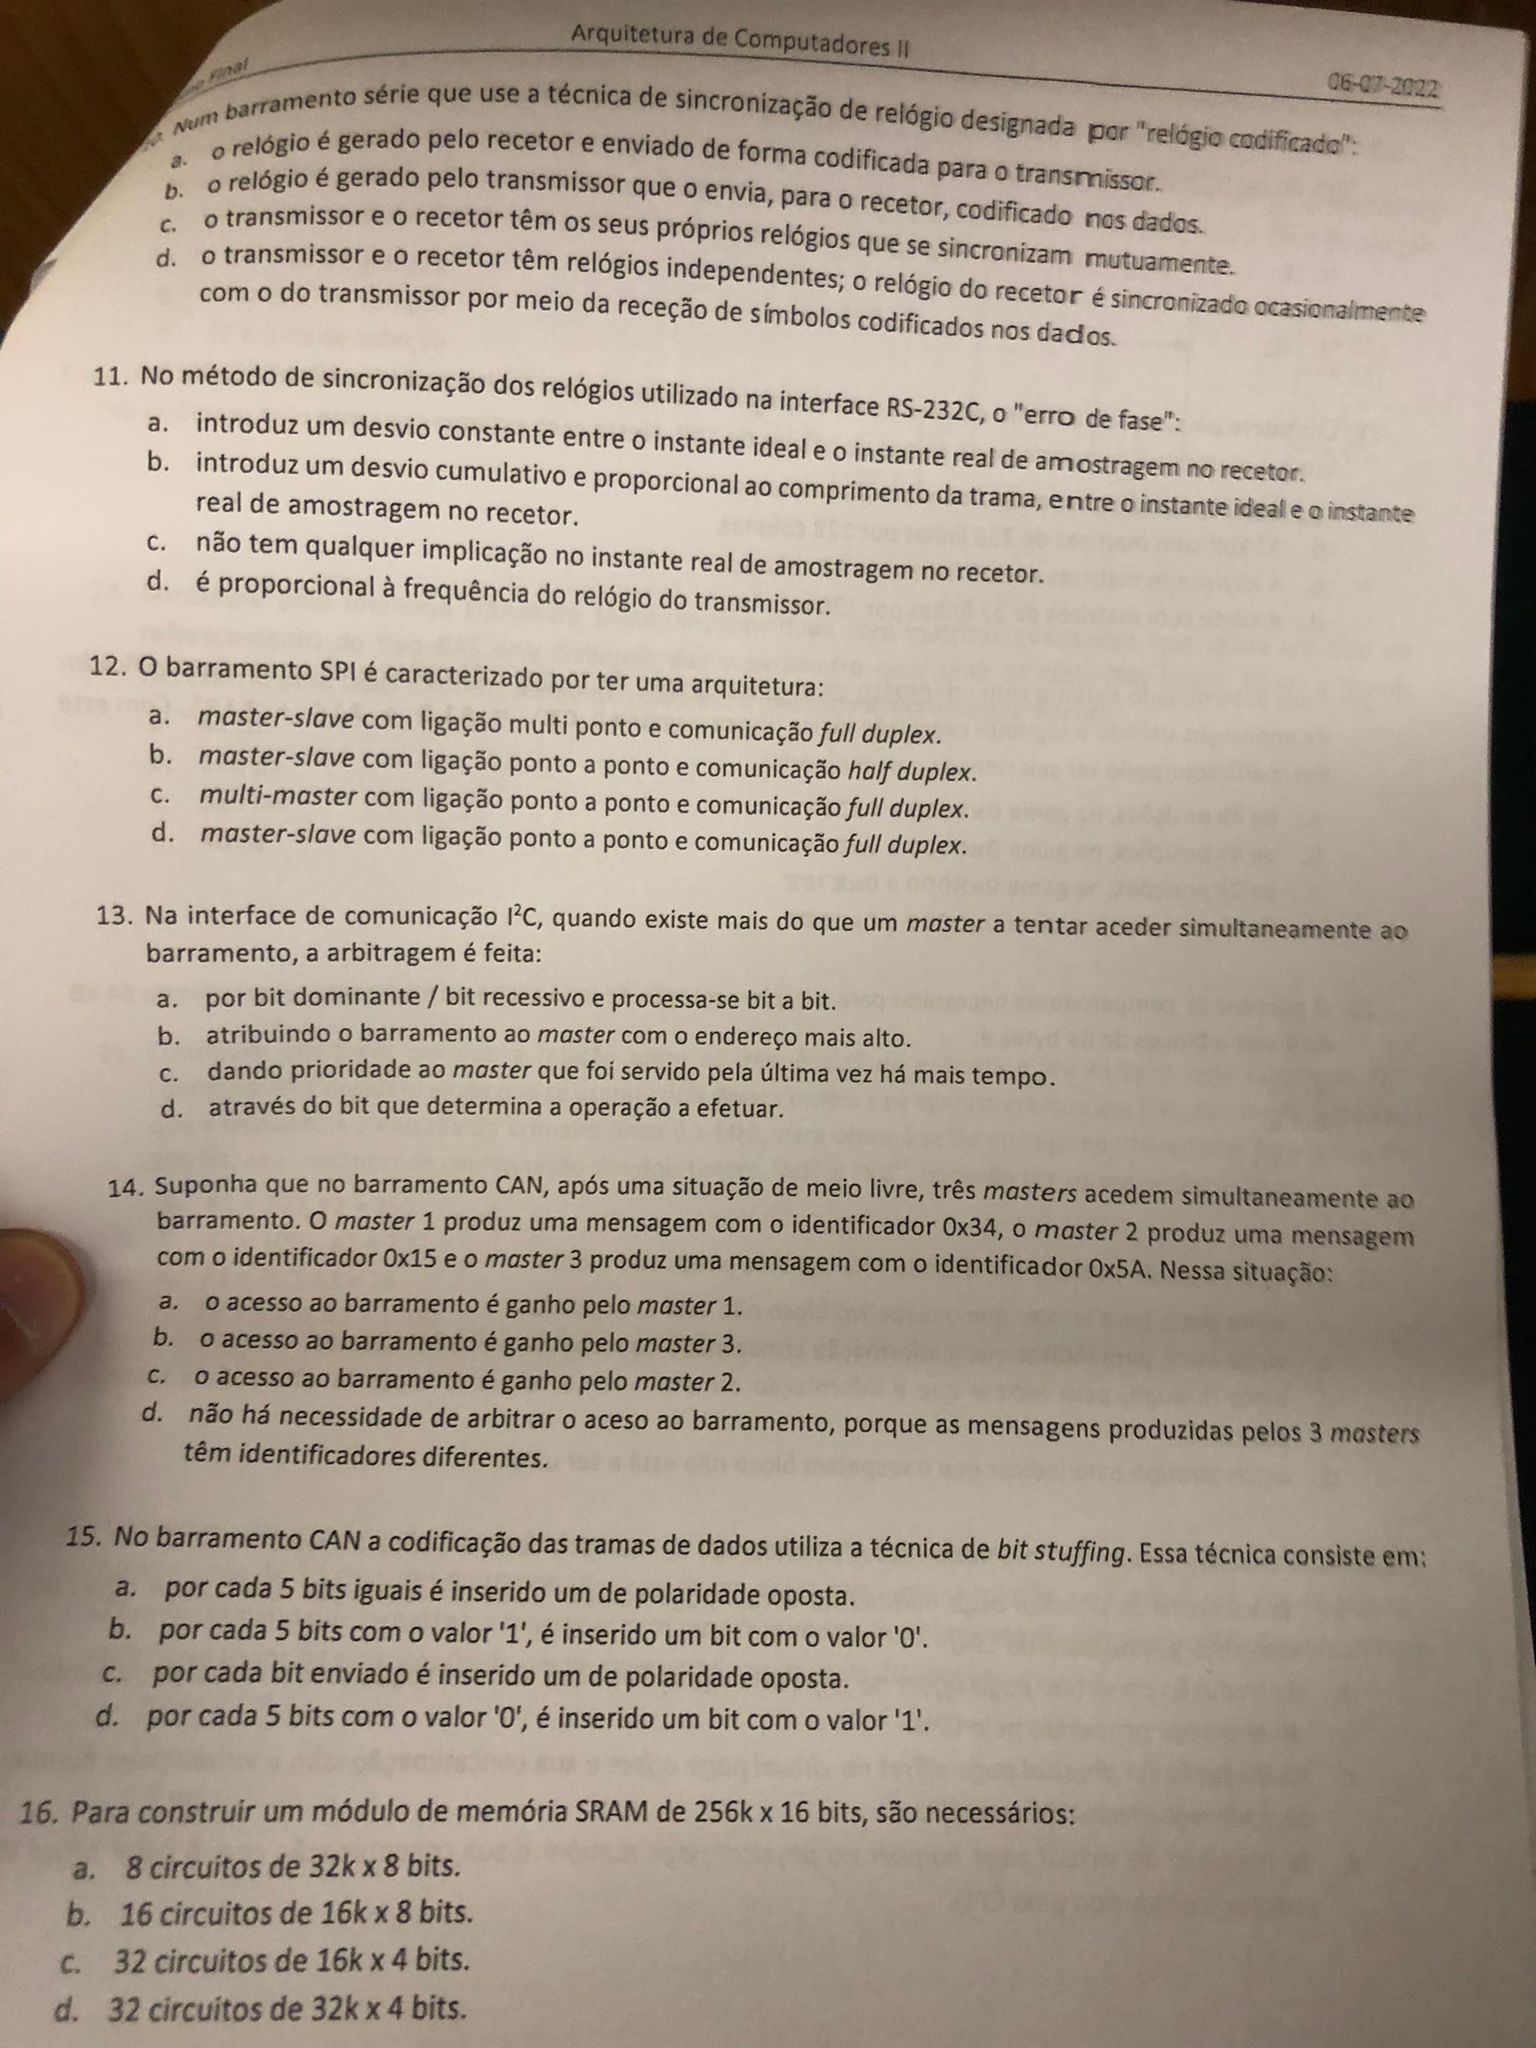 Arquitetura de Computadores II
Final
06-07-2022
Num barramento série que use a técnica de sincronização de relógio designada por "relógio codificado":
a. o relógio é gerado pelo recetor e enviado de forma codificada para o transmissor.
b. o relógio é gerado pelo transmissor que o envia, para o recetor, codificado nos dados.
c. o transmissor e o recetor têm os seus próprios relógios que se sincronizam mutuamente.
d. o transmissor e o recetor têm relógios independentes; o relógio do recetor é sincronizado ocasionalmente
com o do transmissor por meio da receção de símbolos codificados nos dados.
11. No método de sincronização dos relógios utilizado na interface RS-232C, o "erro de fase":
a. introduz um desvio constante entre o instante ideal e o instante real de amostragem no recetor.
b. introduz um desvio cumulativo e proporcional ao comprimento da trama, entre o instante ideal e o instante
real de amostragem no recetor.
c. não tem qualquer implicação no instante real de amostragem no recetor.
d. é proporcional à frequência do relógio do transmissor.
12. O barramento SPI é caracterizado por ter uma arquitetura:
a. master-slave com ligação multi ponto e comunicação full duplex.
b. master-slave com ligação ponto a ponto e comunicação half duplex.
c. multi-master com ligação ponto a ponto e comunicação full duplex.
d. master-slave com ligação ponto a ponto e comunicação full duplex.
13. Na interface de comunicação I²C, quando existe mais do que um master a tentar aceder simultaneamente ao
barramento, a arbitragem é feita:
a. por bit dominante / bit recessivo e processa-se bit a bit.
b. atribuindo o barramento ao master com o endereço mais alto.
c. dando prioridade ao master que foi servido pela última vez há mais tempo.
d. através do bit que determina a operação a efetuar.
14. Suponha que no barramento CAN, após uma situação de meio livre, três masters acedem simultaneamente ao
barramento. O master 1 produz uma mensagem com o identificador 0x34, o master 2 produz uma mensagem
com o identificador 0x15 e o master 3 produz uma mensagem com o identificador 0x5A. Nessa situação:
a. o acesso ao barramento é ganho pelo master 1.
b. o acesso ao barramento é ganho pelo master 3.
c. o acesso ao barramento é ganho pelo master 2.
d. não há necessidade de arbitrar o aceso ao barramento, porque as mensagens produzidas pelos 3 masters
têm identificadores diferentes.
15. No barramento CAN a codificação das tramas de dados utiliza a técnica de bit stuffing. Essa técnica consiste em:
a. por cada 5 bits iguais é inserido um de polaridade oposta.
b. por cada 5 bits com o valor '1', é inserido um bit com o valor '0'.
c. por cada bit enviado é inserido um de polaridade oposta.
d. por cada 5 bits com o valor '0', é inserido um bit com o valor '1'.
16. Para construir um módulo de memória SRAM de 256k x 16 bits, são necessários:
a. 8 circuitos de 32k x 8 bits.
b. 16 circuitos de 16k x 8 bits.
c. 32 circuitos de 16k x 4 bits.
d. 32 circuitos de 32k x 4 bits.